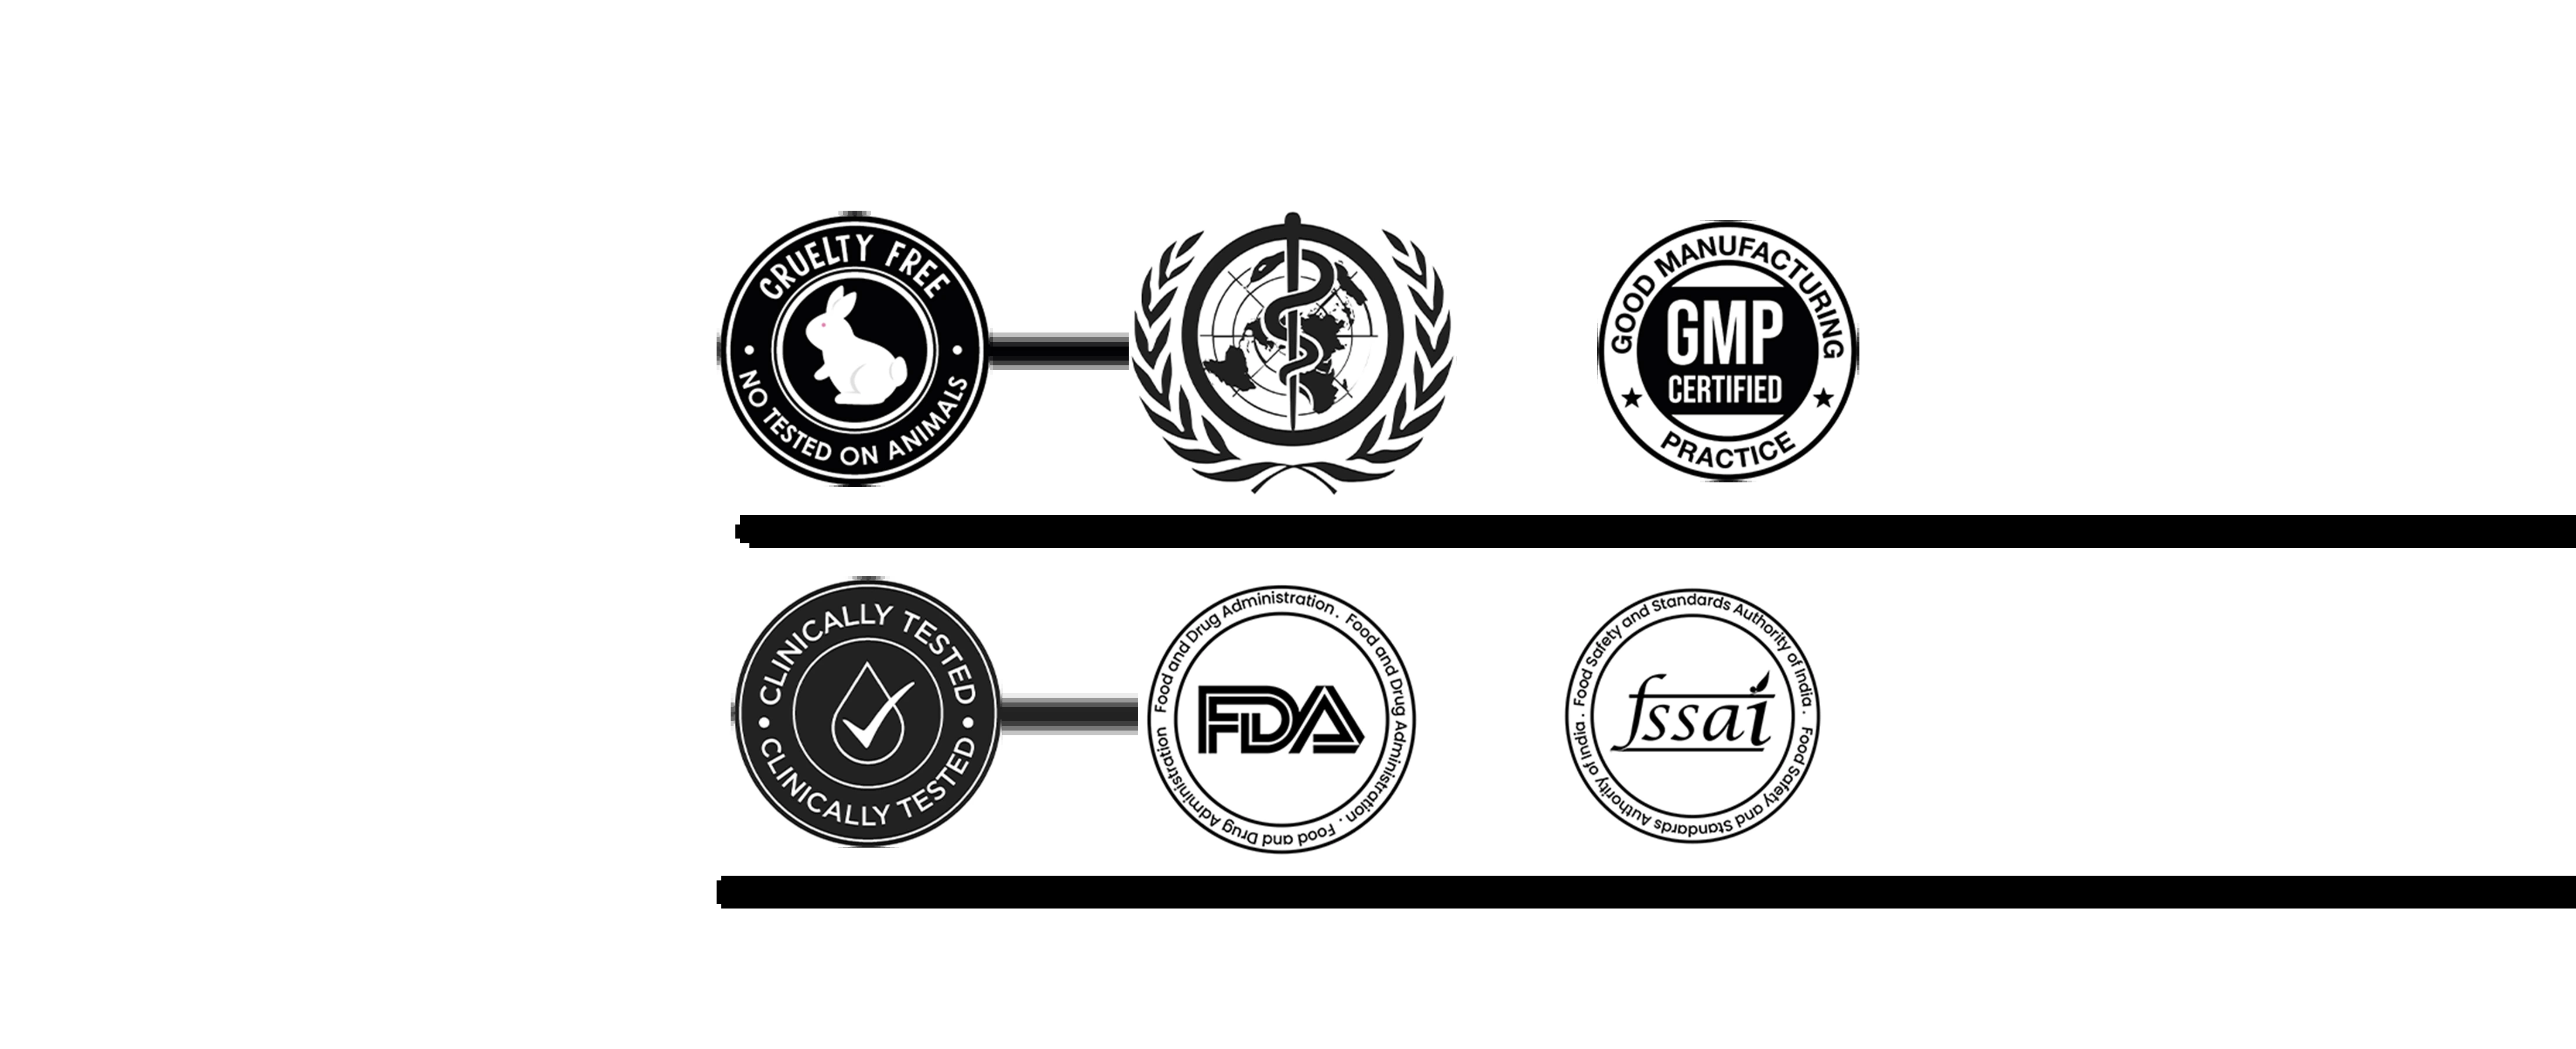 CRUELTY FREE
NO TESTED ON ANIMALS
GOOD MANUFACTURING
GMP
CERTIFIED
PRACTICE
CLINICALLY TESTED
CLINICALLY TESTED
Food and Drug Administration . Food and Drug Administration . Food and Drug Administration
FDA
Food Safety and Standards Authority of India . Food Safety and Standards Authority of India .
fssai